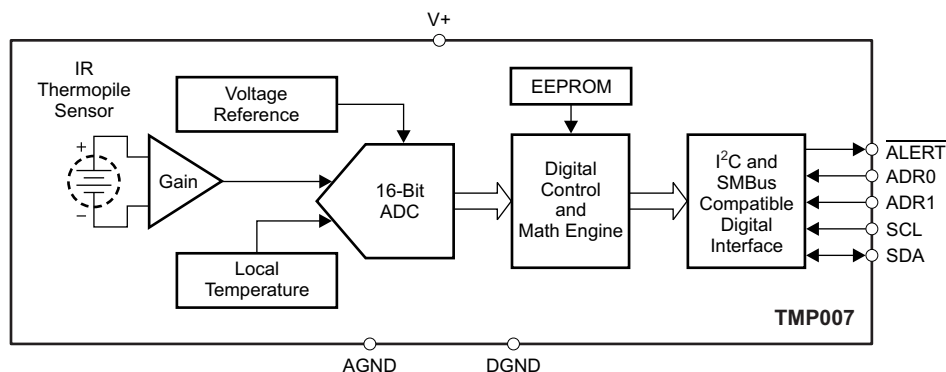 V+
IR
Thermopile
Sensor
+
−
Gain
Voltage
Reference
Local
Temperature
16-Bit
ADC
EEPROM
Digital
Control
and
Math Engine
I²C and
SMBus
Compatible
Digital
Interface
ALERT
ADR0
ADR1
SCL
SDA
TMP007
AGND
DGND